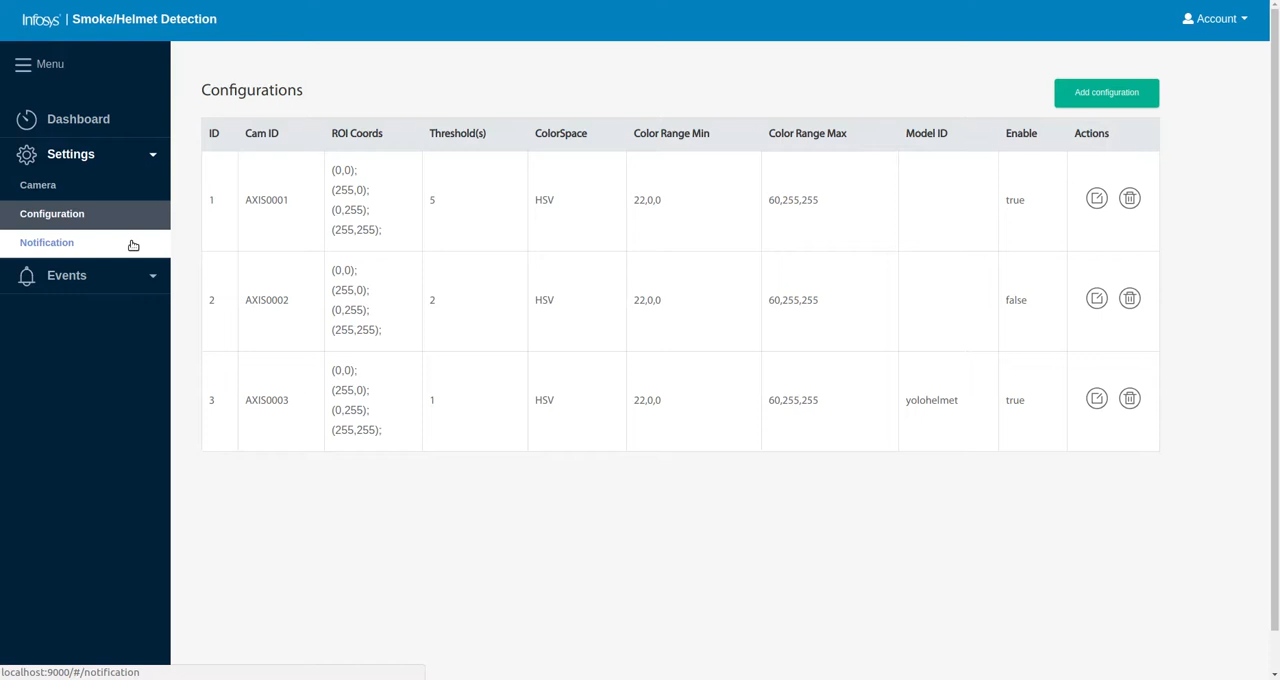 Infosys | Smoke/Helmet Detection
Account
Menu
Dashboard
Settings
Camera
Configuration
Notification
Events
Configurations
Add configuration
ID Cam ID ROI Coords Threshold(s) ColorSpace Color Range Min Color Range Max Model ID Enable Actions
(0,0);
(255,0);
1 AXIS0001 5 HSV 22,0,0 60,255,255 true
(0,255);
(255,255);
(0,0);
(255,0);
2 AXIS0002 2 HSV 22,0,0 60,255,255 false
(0,255);
(255,255);
(0,0);
(255,0);
3 AXIS0003 1 HSV 22,0,0 60,255,255 yolohelmet true
(0,255);
(255,255);
localhost:9000/#/notification